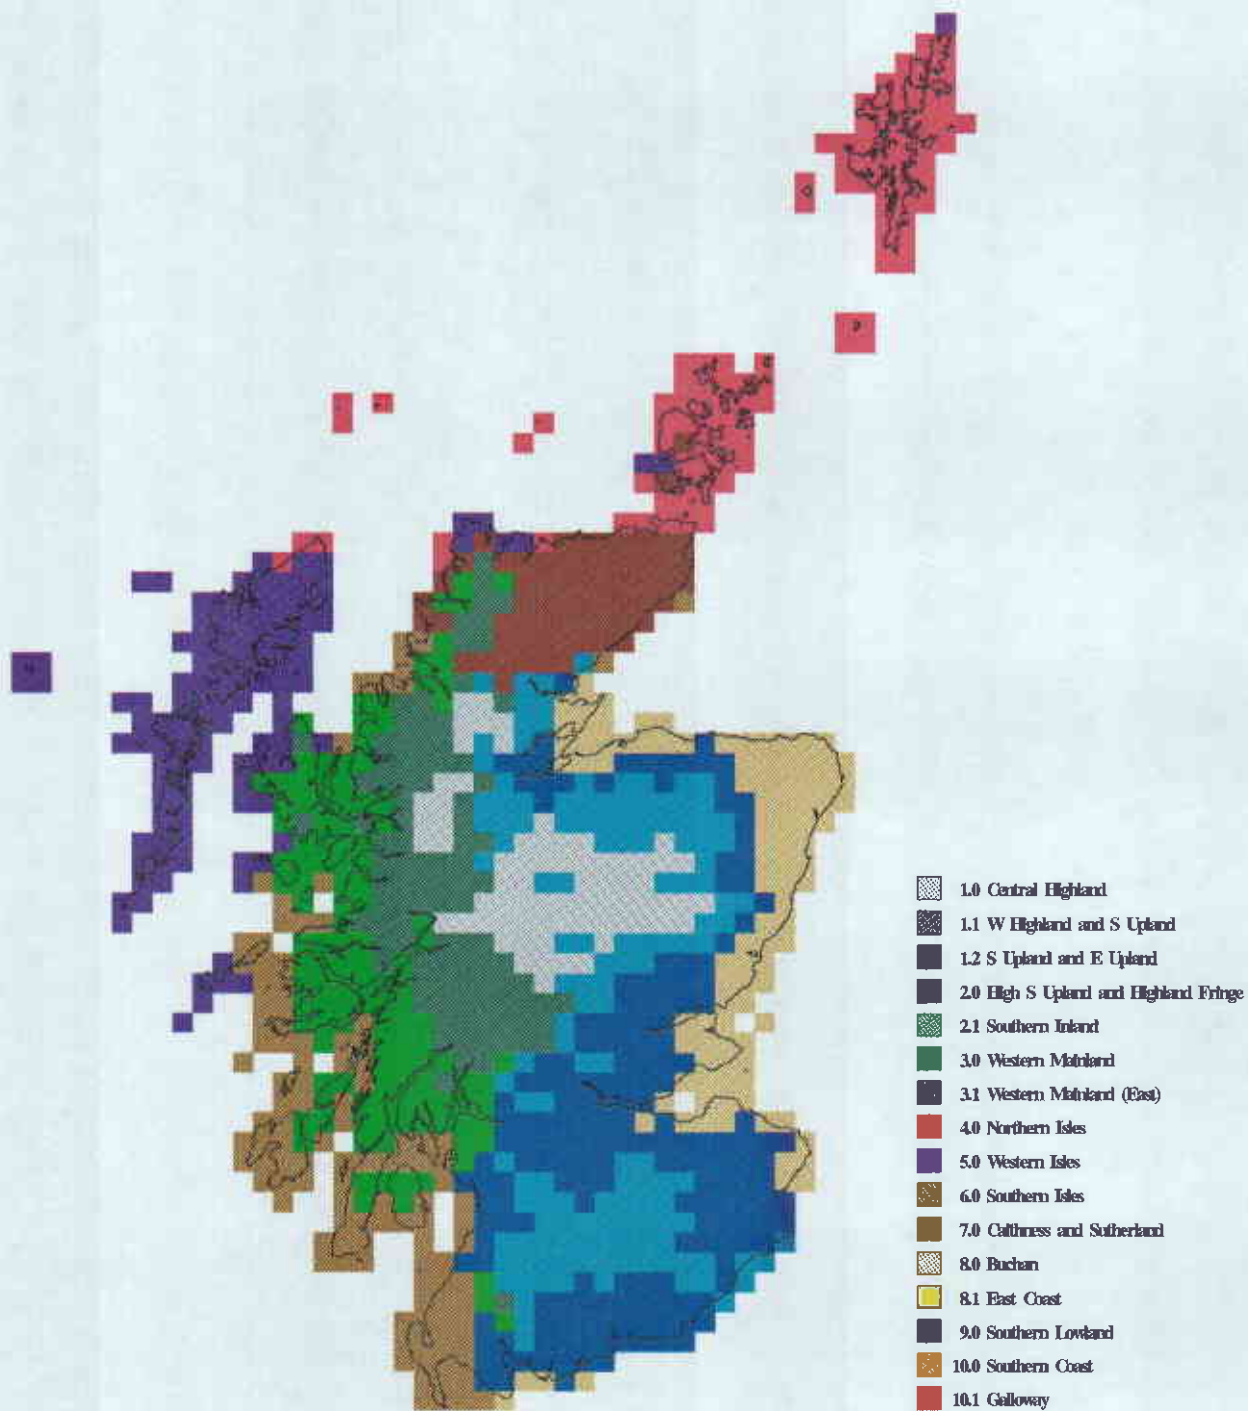 1.0 Central Highland
1.1 W Highland and S Upland
1.2 S Upland and E Upland
2.0 High S Upland and Highland Fringe
2.1 Southern Inland
3.0 Western Mainland
3.1 Western Mainland (East)
4.0 Northern Isles
5.0 Western Isles
6.0 Southern Isles
7.0 Caithness and Sutherland
8.0 Buchan
8.1 East Coast
9.0 Southern Lowland
10.0 Southern Coast
10.1 Galloway